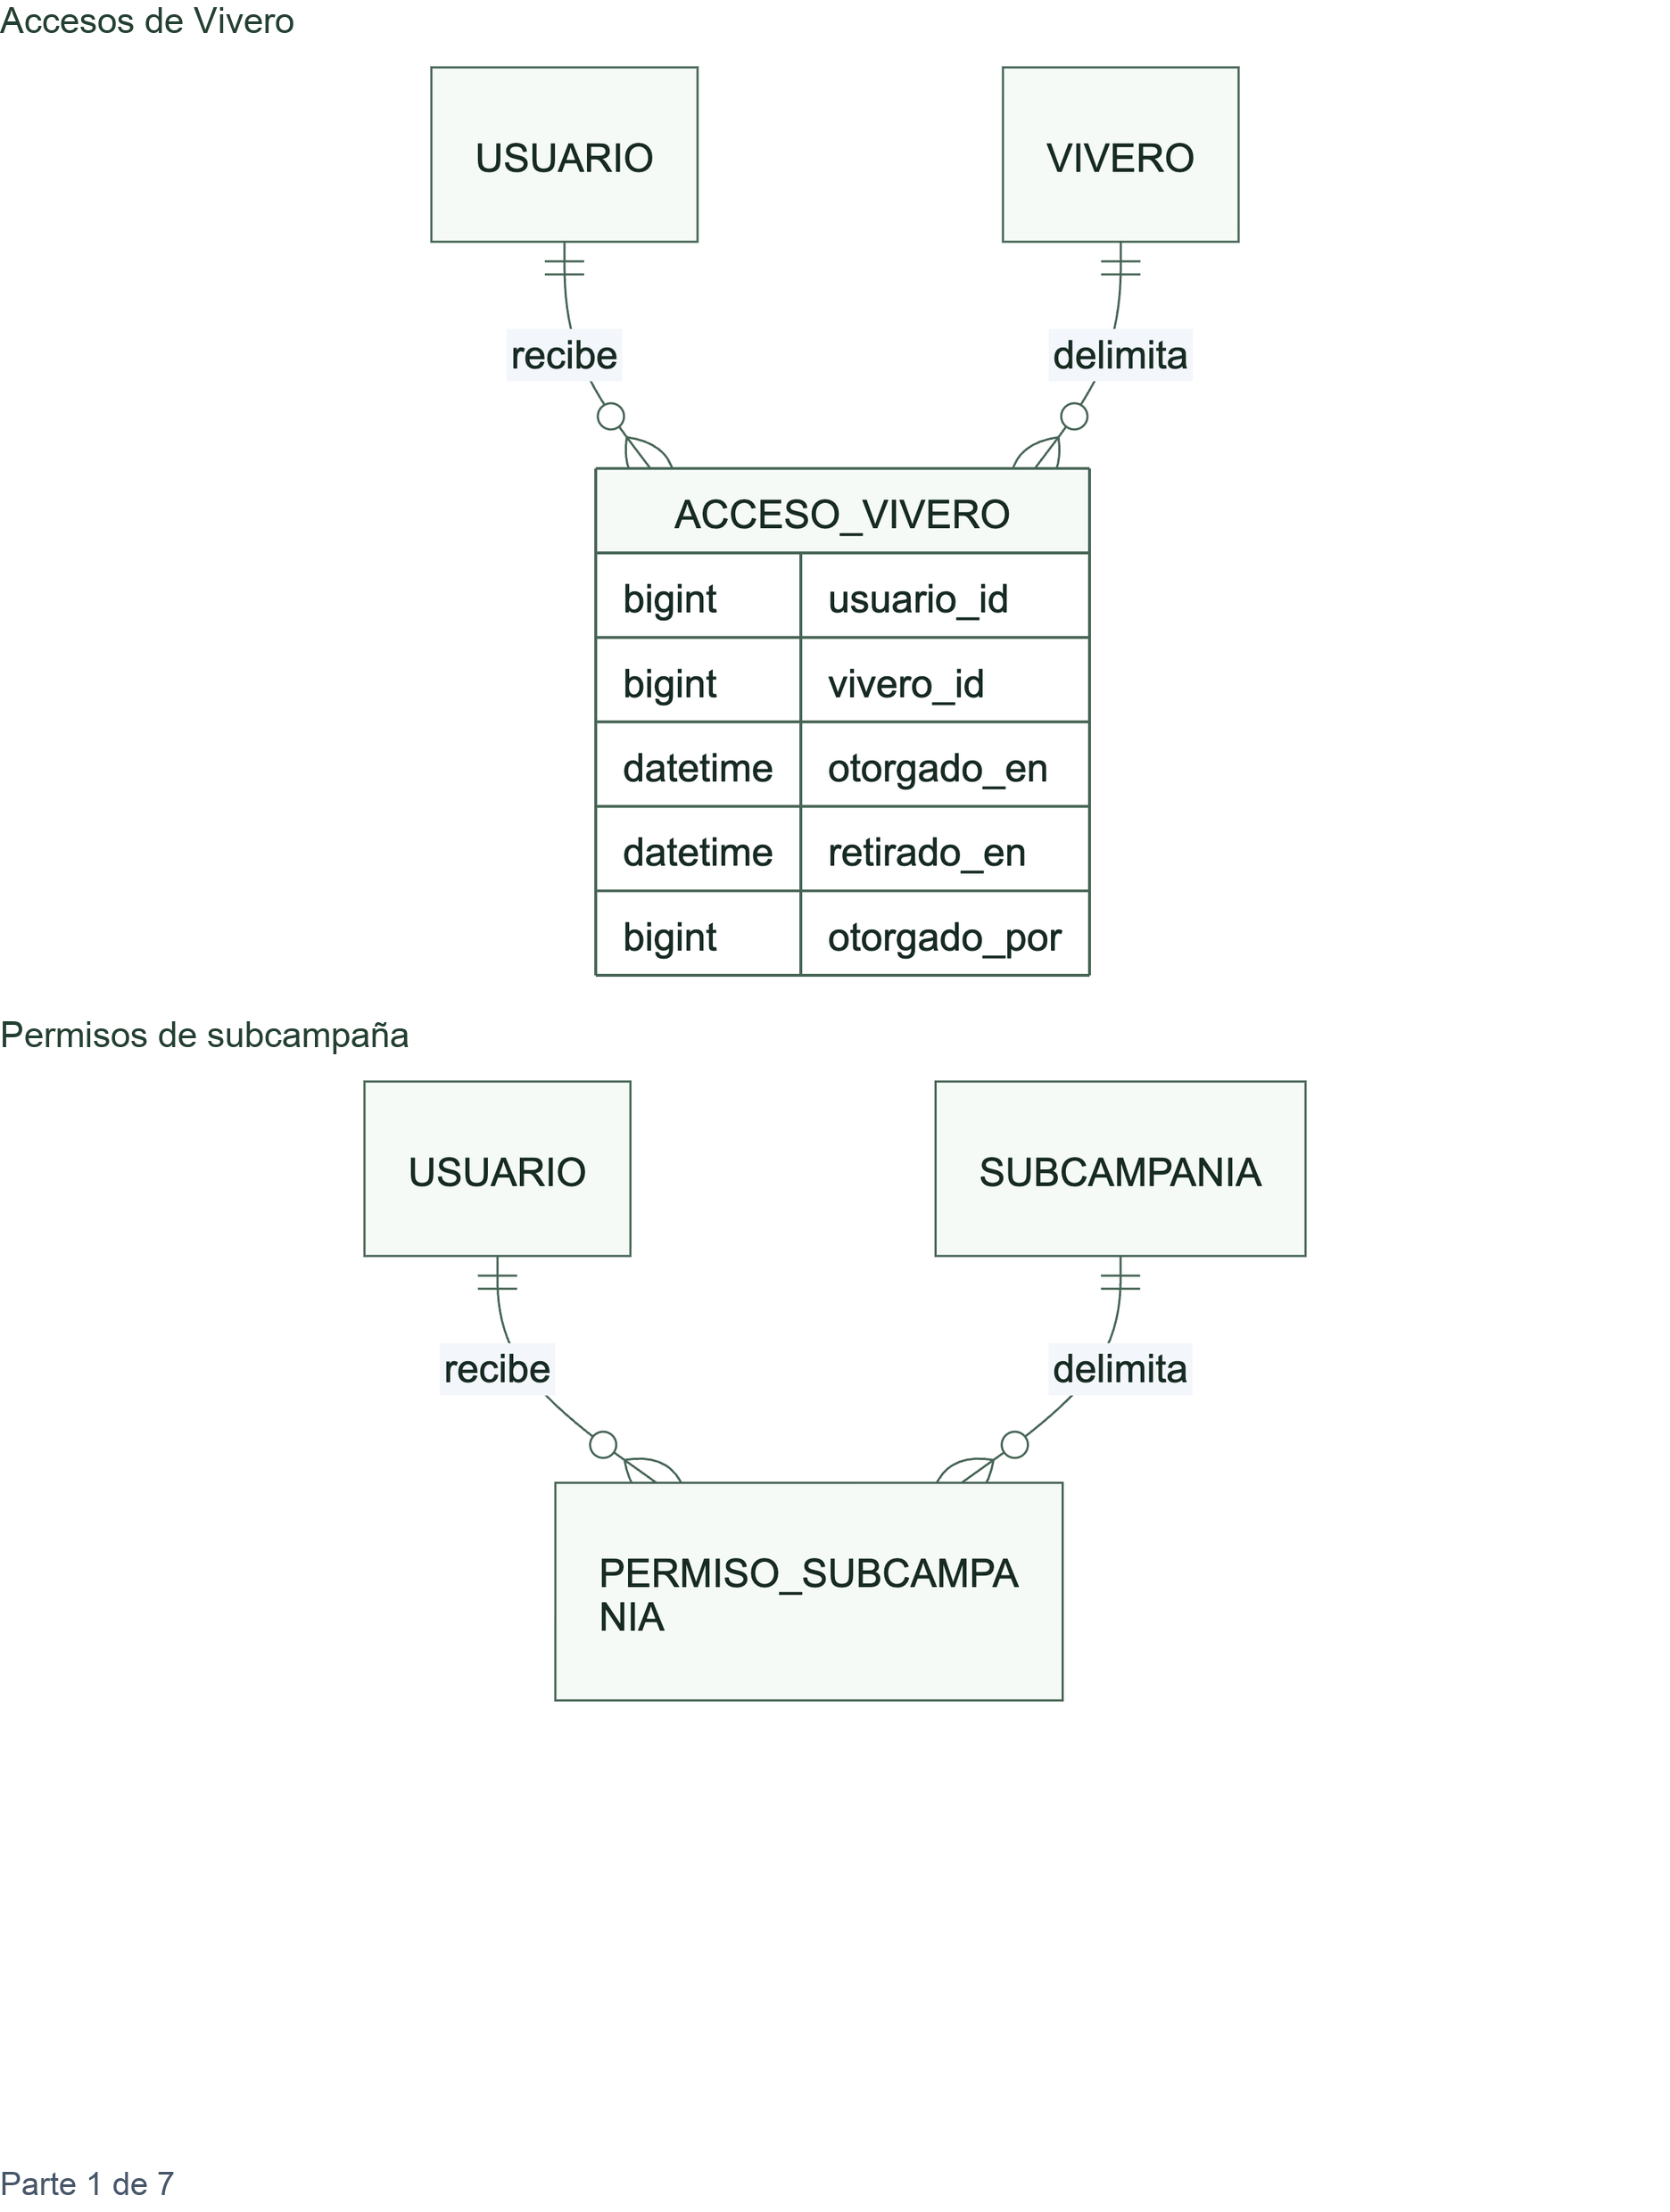 Accesos de Vivero
USUARIO
VIVERO
recibe
delimita
ACCESO_VIVERO
bigint usuario_id
bigint vivero_id
datetime otorgado_en
datetime retirado_en
bigint otorgado_por
Permisos de subcampaña
USUARIO
SUBCAMPANIA
recibe
delimita
PERMISO_SUBCAMPA
NIA
Parte 1 de 7